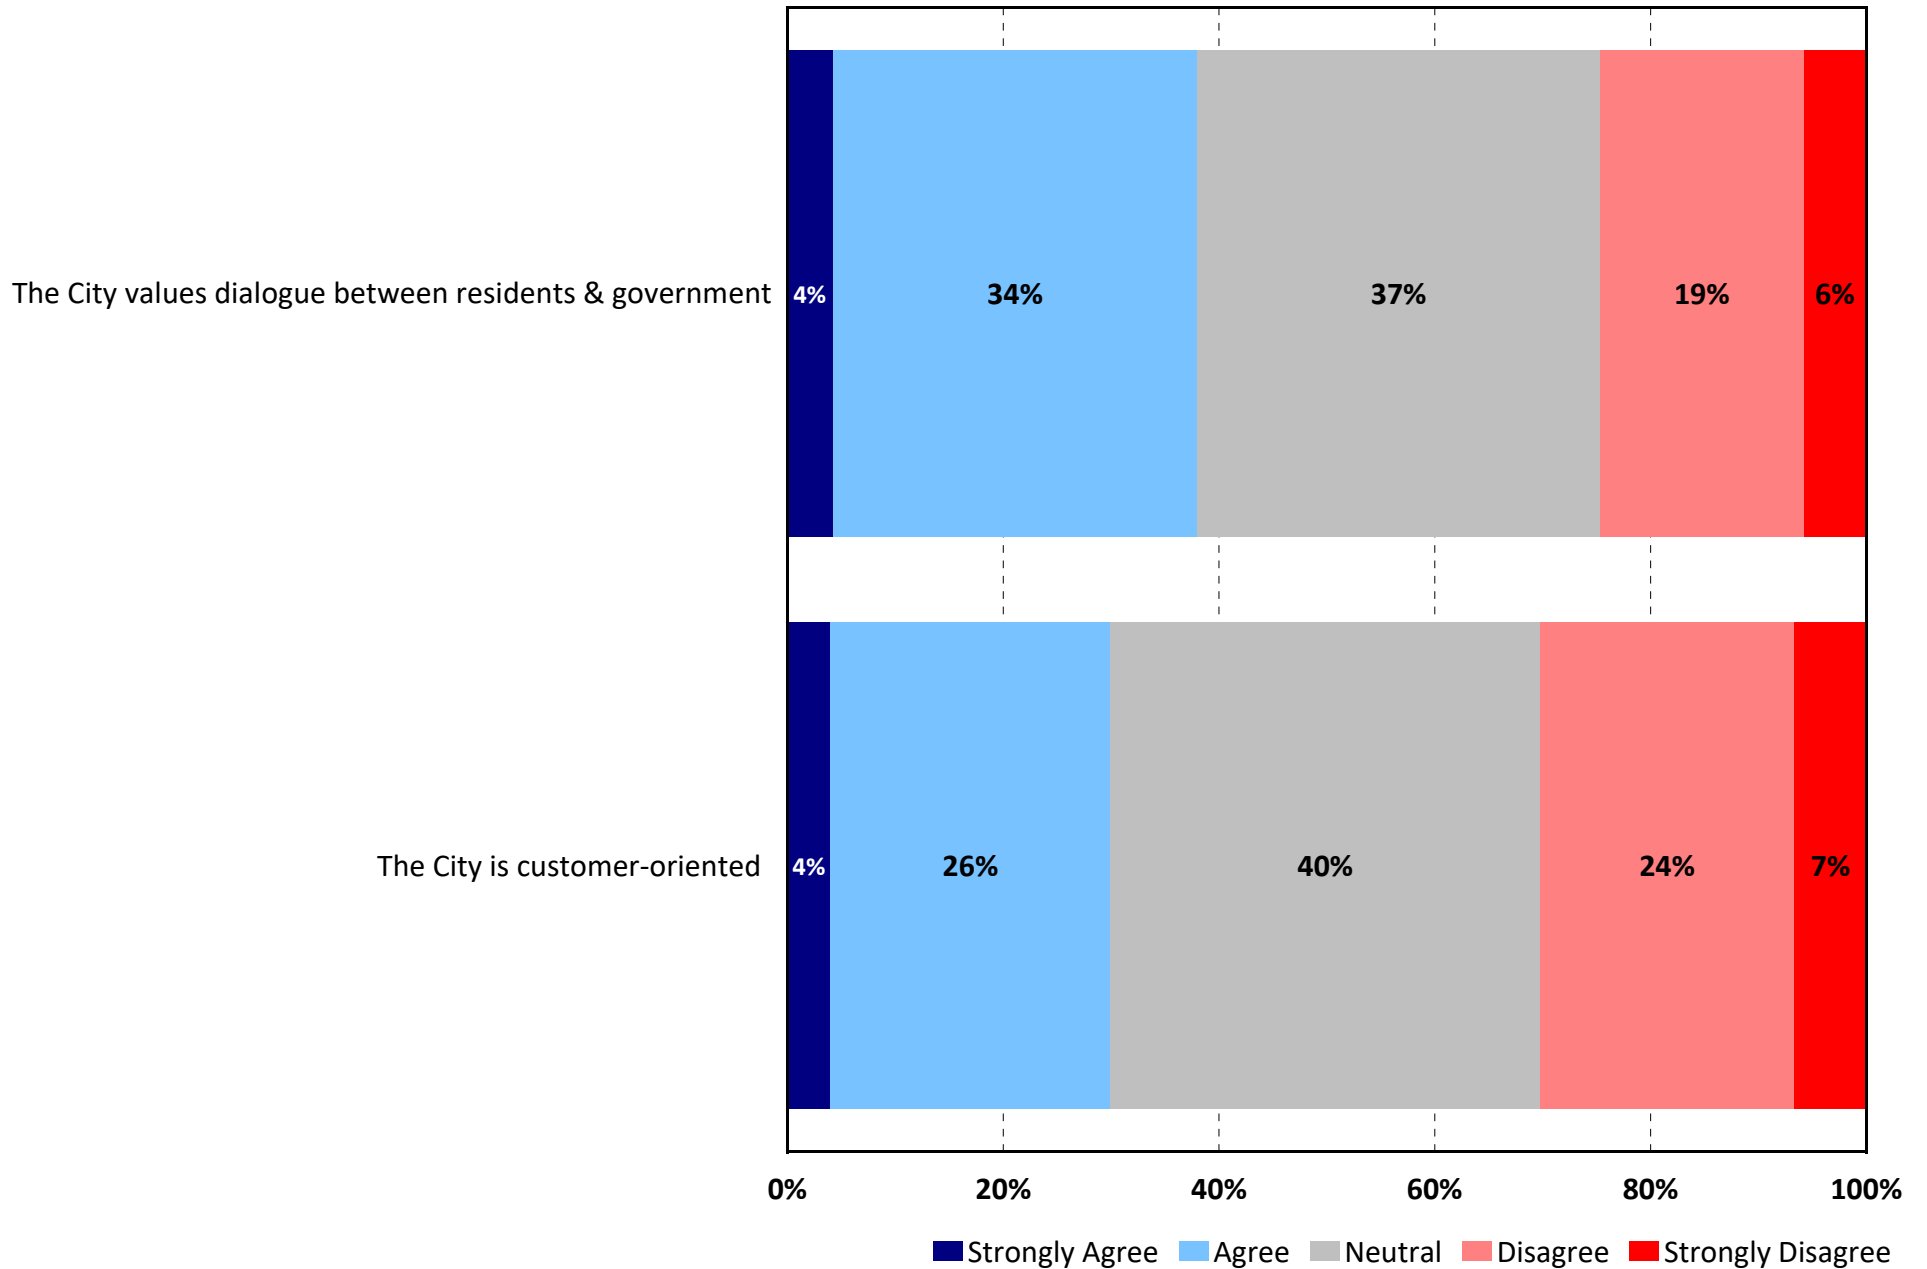 The City values dialogue between residents & government 4% 34% 37% 19% 6%
The City is customer-oriented 4% 26% 40% 24% 7%
0% 20% 40% 60% 80% 100%
Strongly Agree Agree Neutral Disagree Strongly Disagree